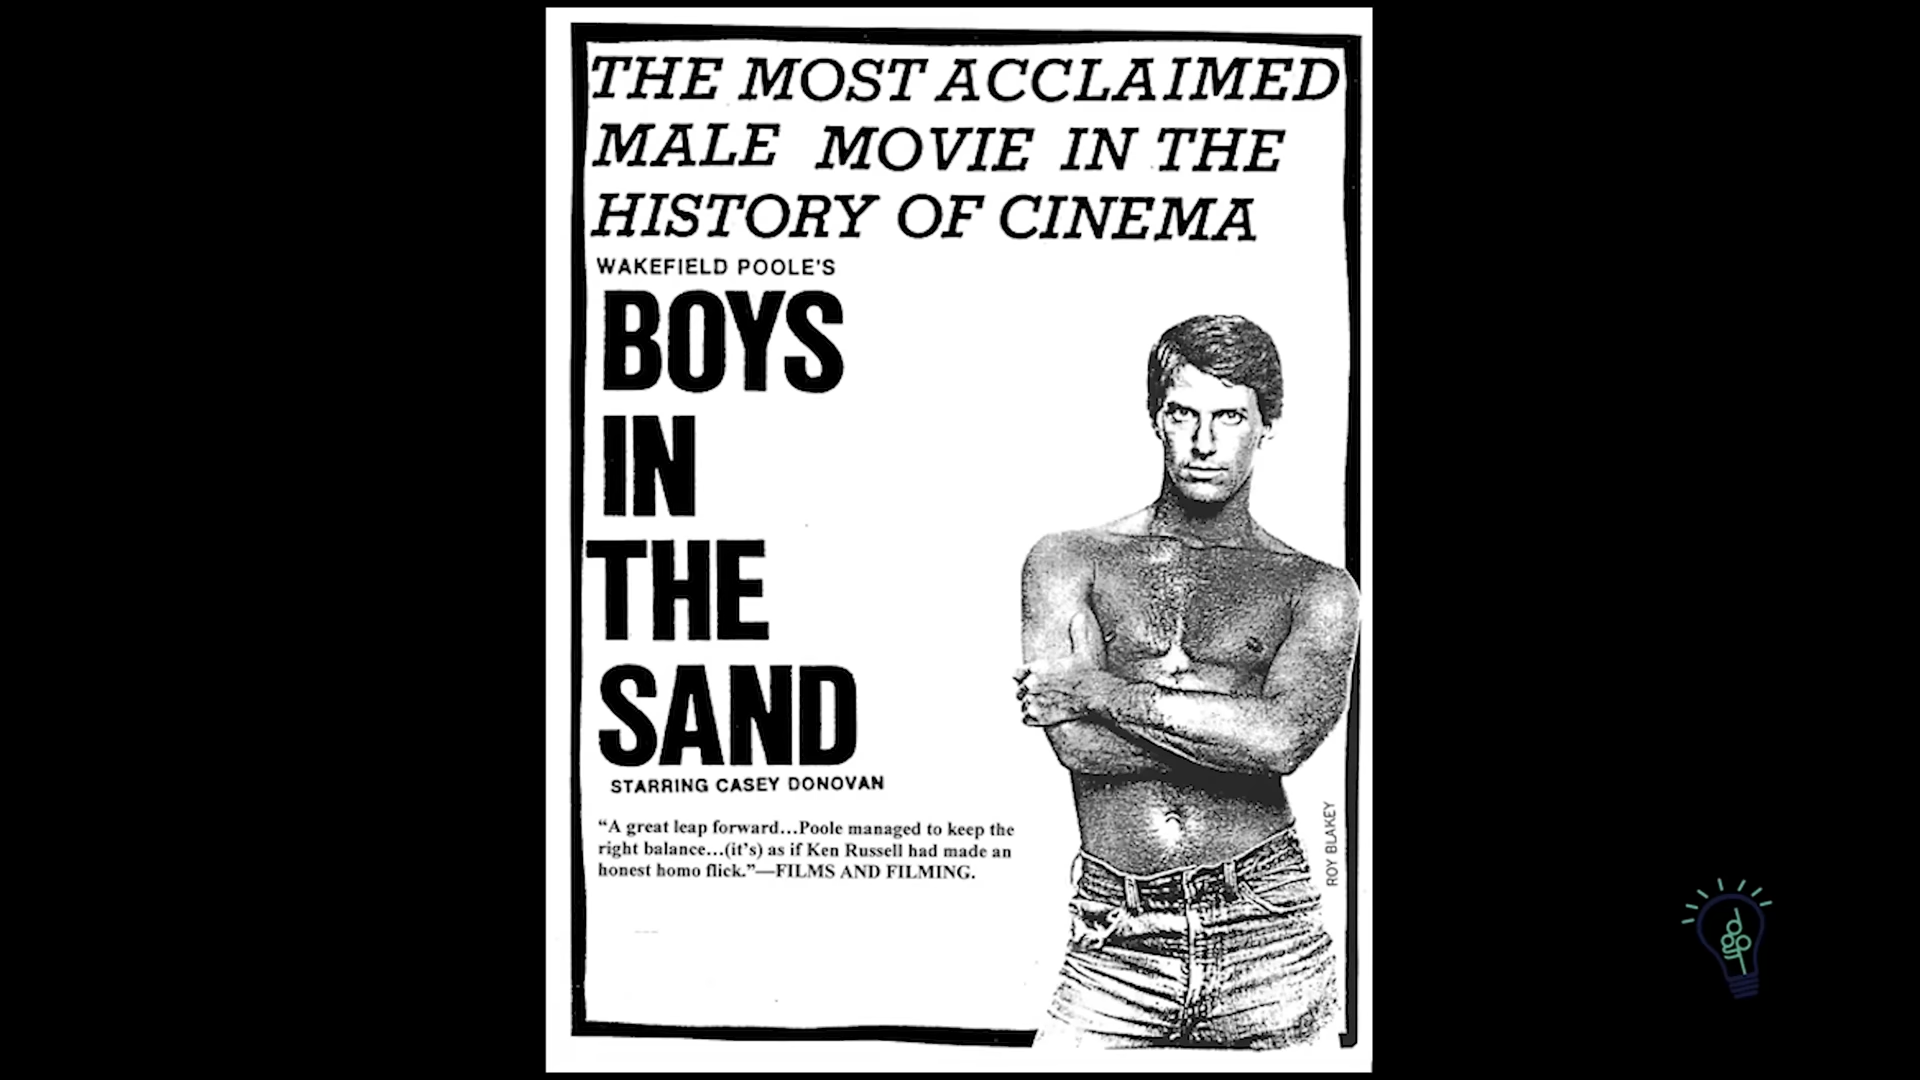 THE MOST ACCLAIMED
MALE MOVIE IN THE
HISTORY OF CINEMA
WAKEFIELD POOLE'S
BOYS
IN
THE
SAND
STARRING CASEY DONOVAN
“A great leap forward...Poole managed to keep the
right balance...(it's) as if Ken Russell had made an
honest homo flick.”—FILMS AND FILMING.
ROY BLAKEY